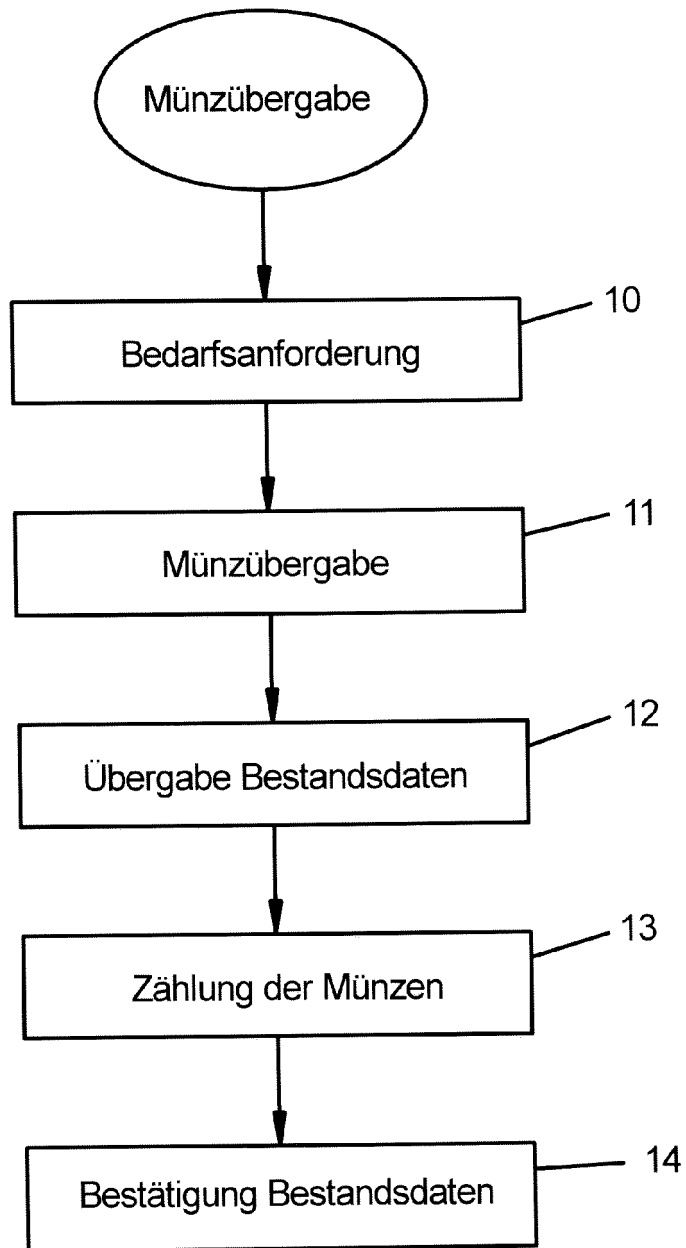 Münzübergabe
10
Bedarfsanforderung
11
Münzübergabe
12
Übergabe Bestandsdaten
13
Zählung der Münzen
14
Bestätigung Bestandsdaten